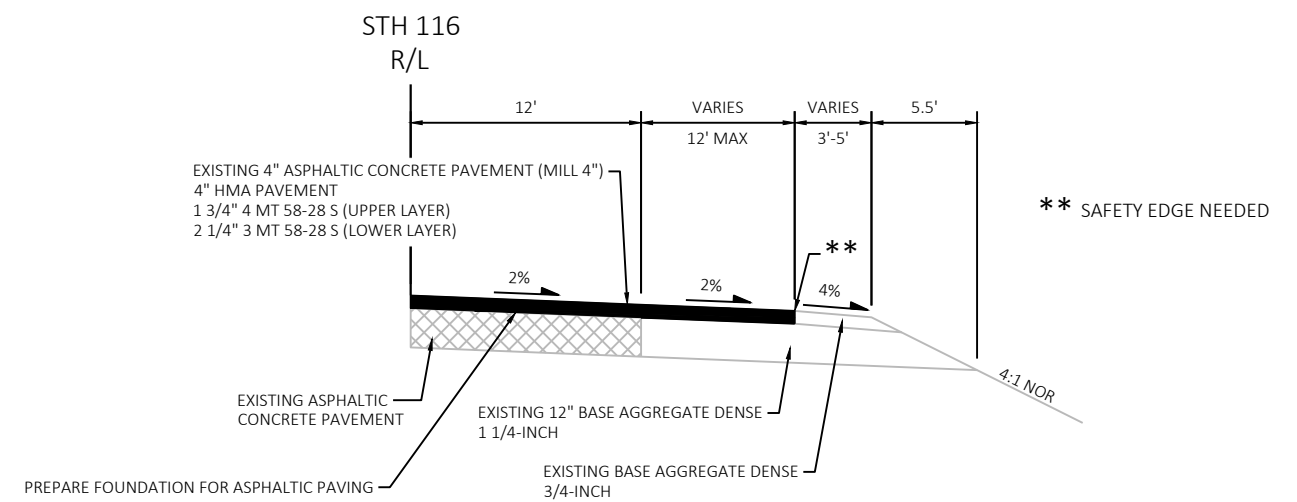 STH 116
R/L
12'
VARIES
12' MAX
VARIES
3'-5'
5.5'
EXISTING 4" ASPHALTIC CONCRETE PAVEMENT (MILL 4")
4" HMA PAVEMENT
1 3/4" 4 MT 58-28 S (UPPER LAYER)
2 1/4" 3 MT 58-28 S (LOWER LAYER)
** SAFETY EDGE NEEDED
**
2%
2%
4%
4:1 NOR
EXISTING ASPHALTIC
CONCRETE PAVEMENT
EXISTING 12" BASE AGGREGATE DENSE
1 1/4-INCH
EXISTING BASE AGGREGATE DENSE
3/4-INCH
PREPARE FOUNDATION FOR ASPHALTIC PAVING